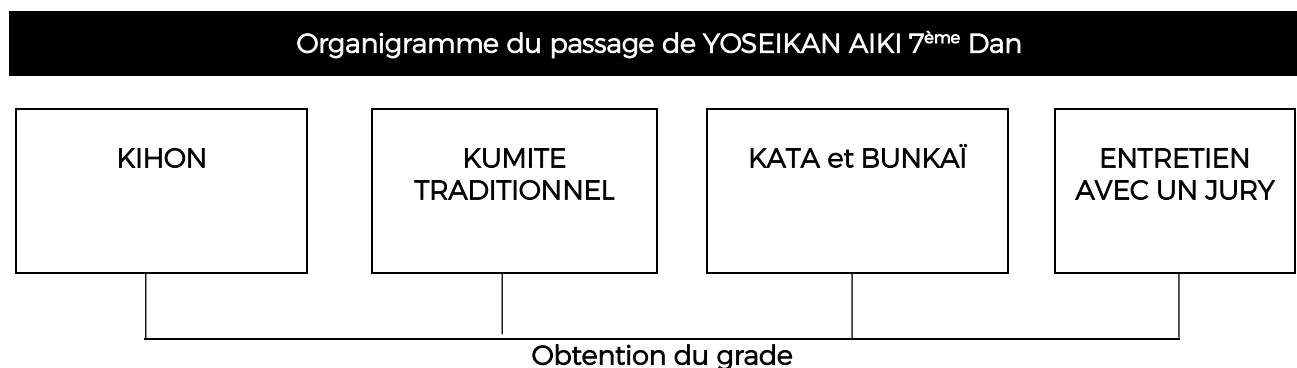 Organigramme du passage de YOSEIKAN AIKI 7ème Dan
KIHON
KUMITE
TRADITIONNEL
KATA et BUNKAÏ
ENTRETIEN
AVEC UN JURY
Obtention du grade